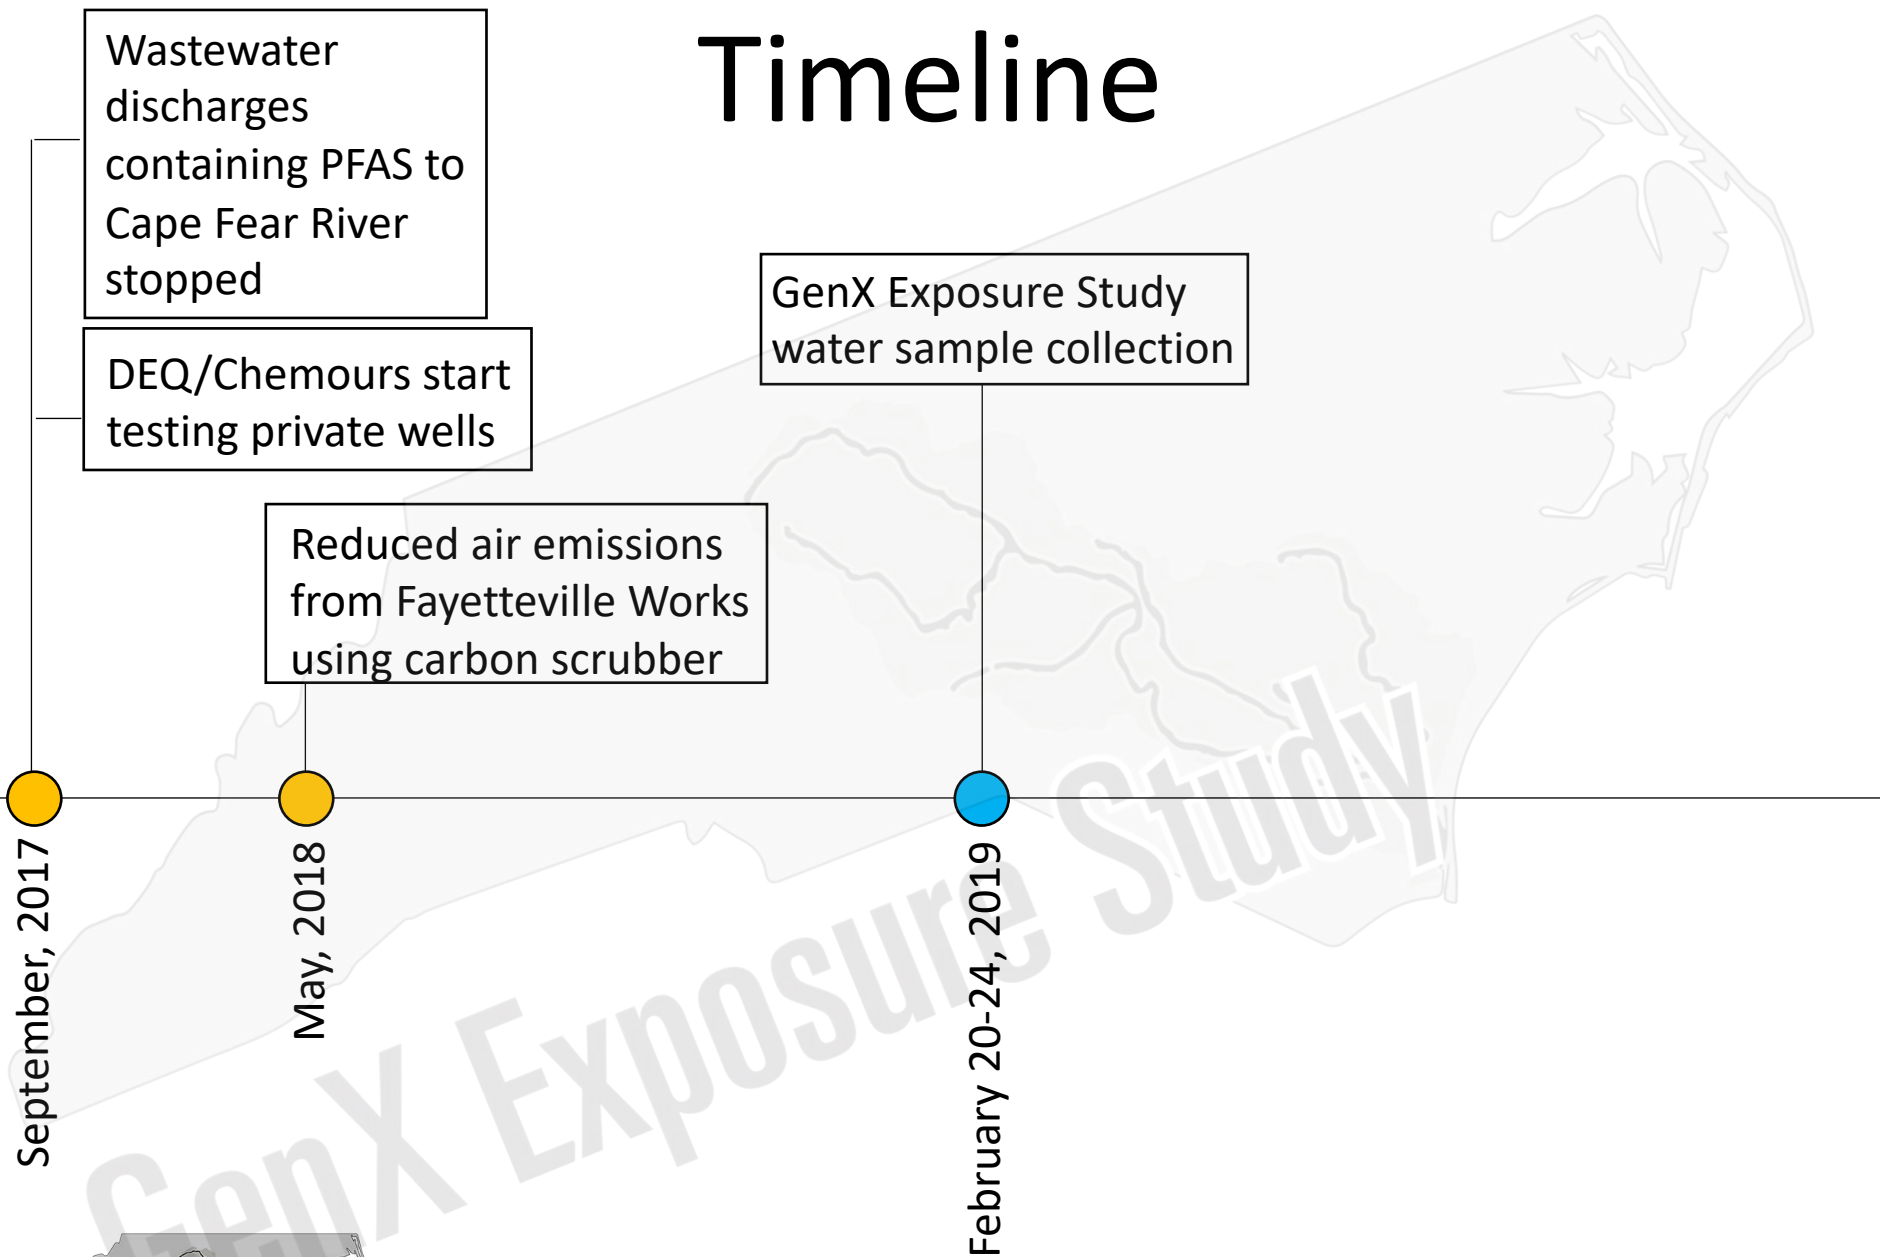 Timeline
Wastewater
discharges
containing PFAS to
Cape Fear River
stopped
DEQ/Chemours start
testing private wells
GenX Exposure Study
water sample collection
Reduced air emissions
from Fayetteville Works
using carbon scrubber
September, 2017
May, 2018
February 20-24, 2019
GenX Exposure Study